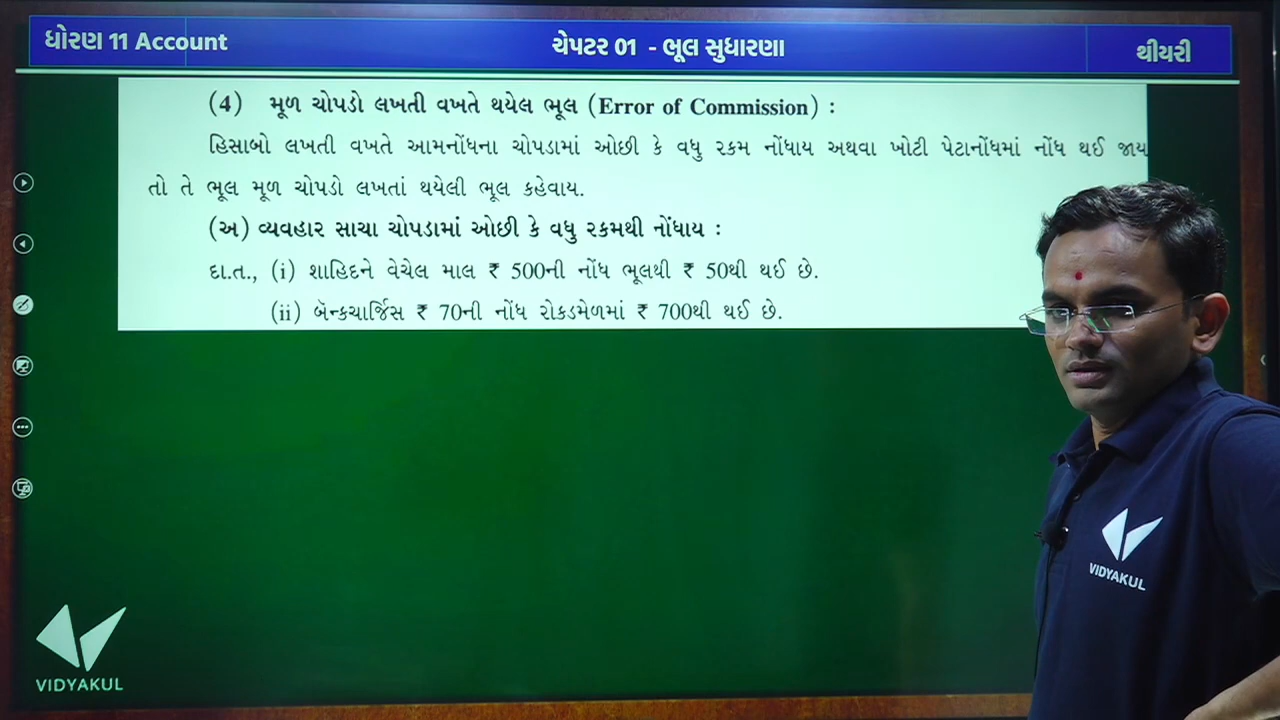 ધોરણ 11 Account
ચેપટર 01 - ભૂલ સુધારણા
થીયરી
(4) મૂળ ચોપડો લખતી વખતે થયેલ ભૂલ (Error of Commission) :
હિસાબો લખતી વખતે આમનોંધના ચોપડામાં ઓછી કે વધુ રકમ નોંધાય અથવા ખોટી પેટાનોંધમાં નોંધ થઈ જાય
તો તે ભૂલ મૂળ ચોપડો લખતાં થયેલી ભૂલ કહેવાય.
(અ) વ્યવહાર સાચા ચોપડામાં ઓછી કે વધુ રકમથી નોંધાય :
દા.ત., (i) શાહિદને વેચેલ માલ ₹ 500ની નોંધ ભૂલથી ₹ 50થી થઈ છે.
(ii) બૅન્કચાર્જિસ ₹ 70ની નોંધ રોકડમેળમાં ₹ 700થી થઈ છે.
VIDYAKUL
VIDYAKUL